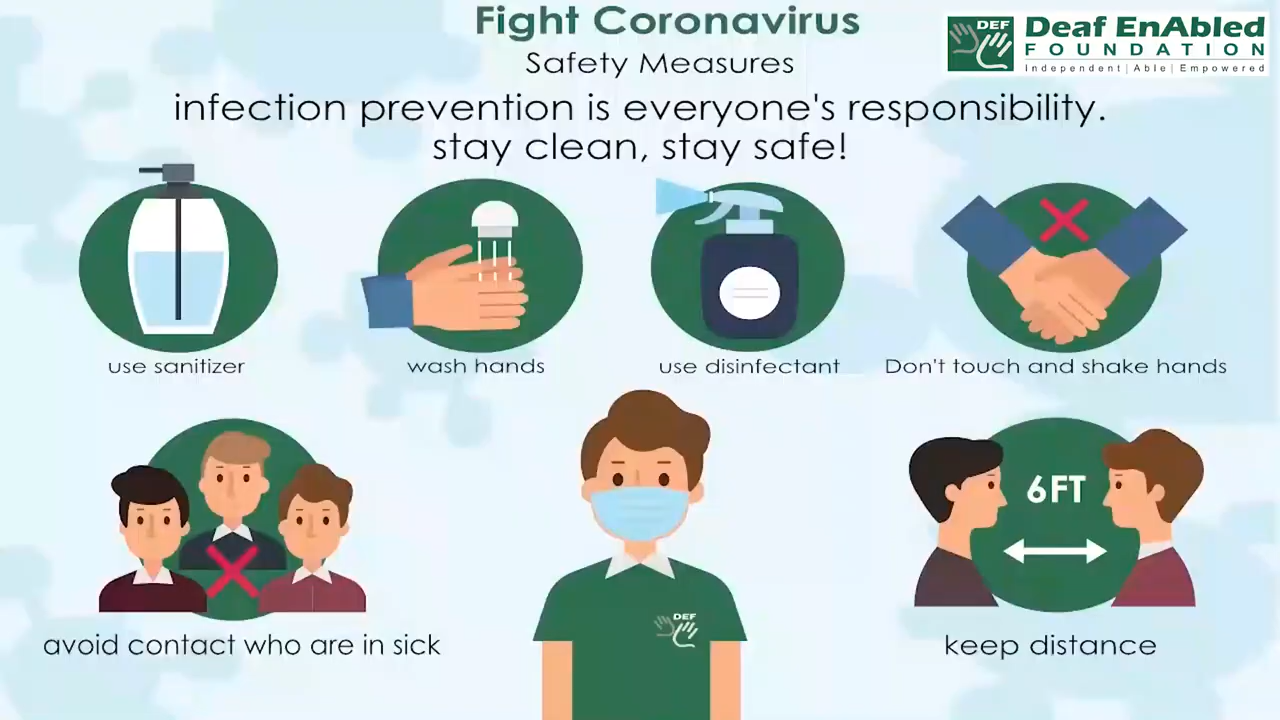 Fight Coronavirus
Safety Measures
DEF
Deaf EnAbled
FOUNDATION
Independent | Able | Empowered
infection prevention is everyone's responsibility.
stay clean, stay safe!
use sanitizer
wash hands
use disinfectant
Don't touch and shake hands
6FT
DEF
avoid contact who are in sick
keep distance